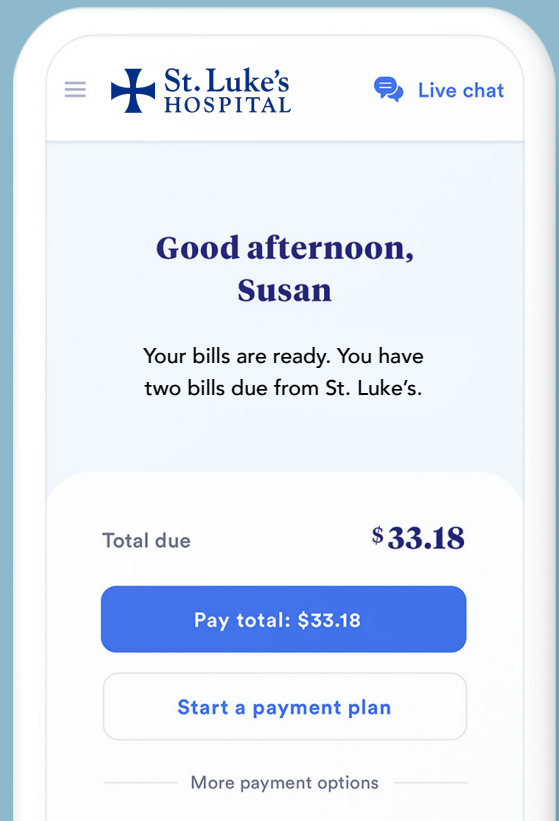 St. Luke's
HOSPITAL
Live chat
Good afternoon,
Susan
Your bills are ready. You have
two bills due from St. Luke’s.
Total due
$33.18
Pay total: $33.18
Start a payment plan
More payment options